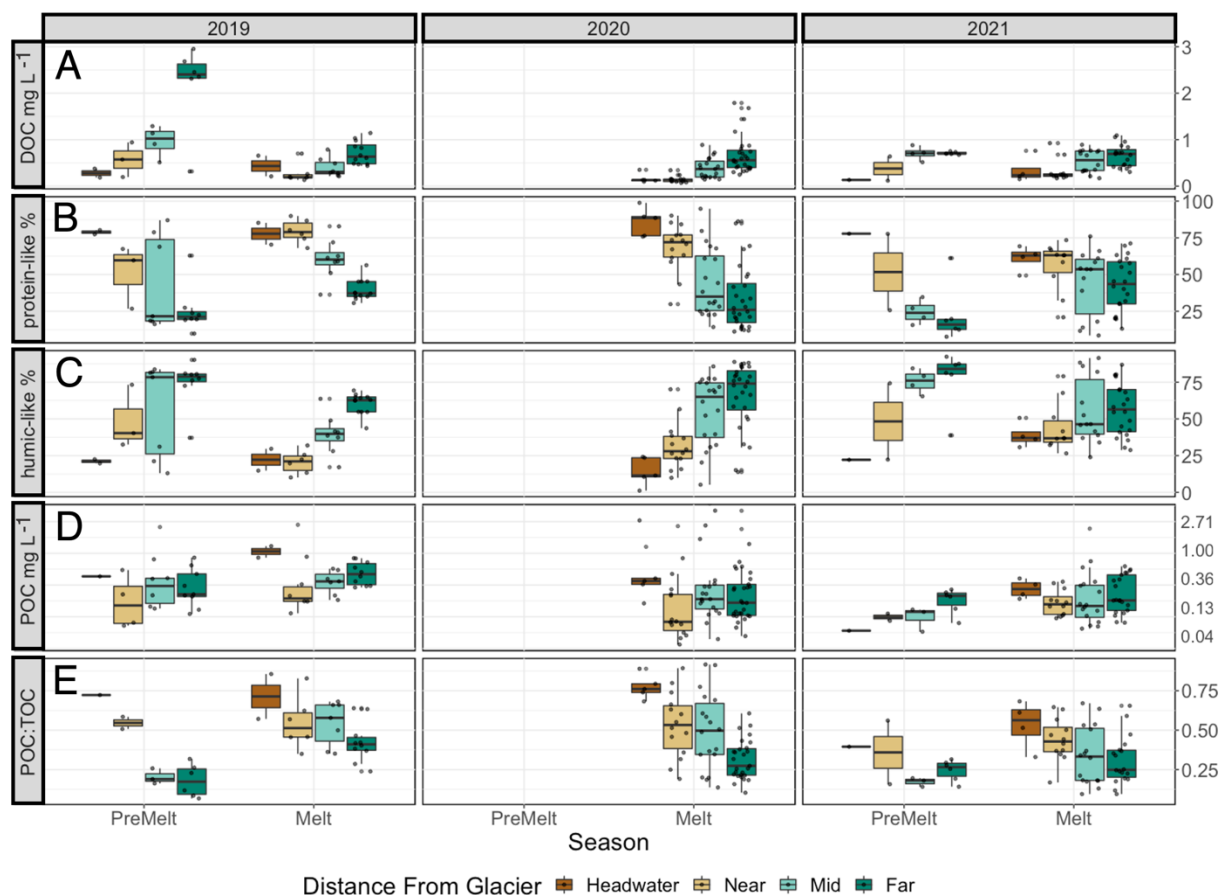 2019 2020 2021
A
DOC mg L -1
3
2
1
0
B
protein-like %
100
75
50
25
C
humic-like %
75
50
25
0
D
POC mg L -1
2.71
1.00
0.36
0.13
0.04
E
POC:TOC
0.75
0.50
0.25
PreMelt Melt PreMelt Melt PreMelt Melt
Season
Distance From Glacier Headwater Near Mid Far